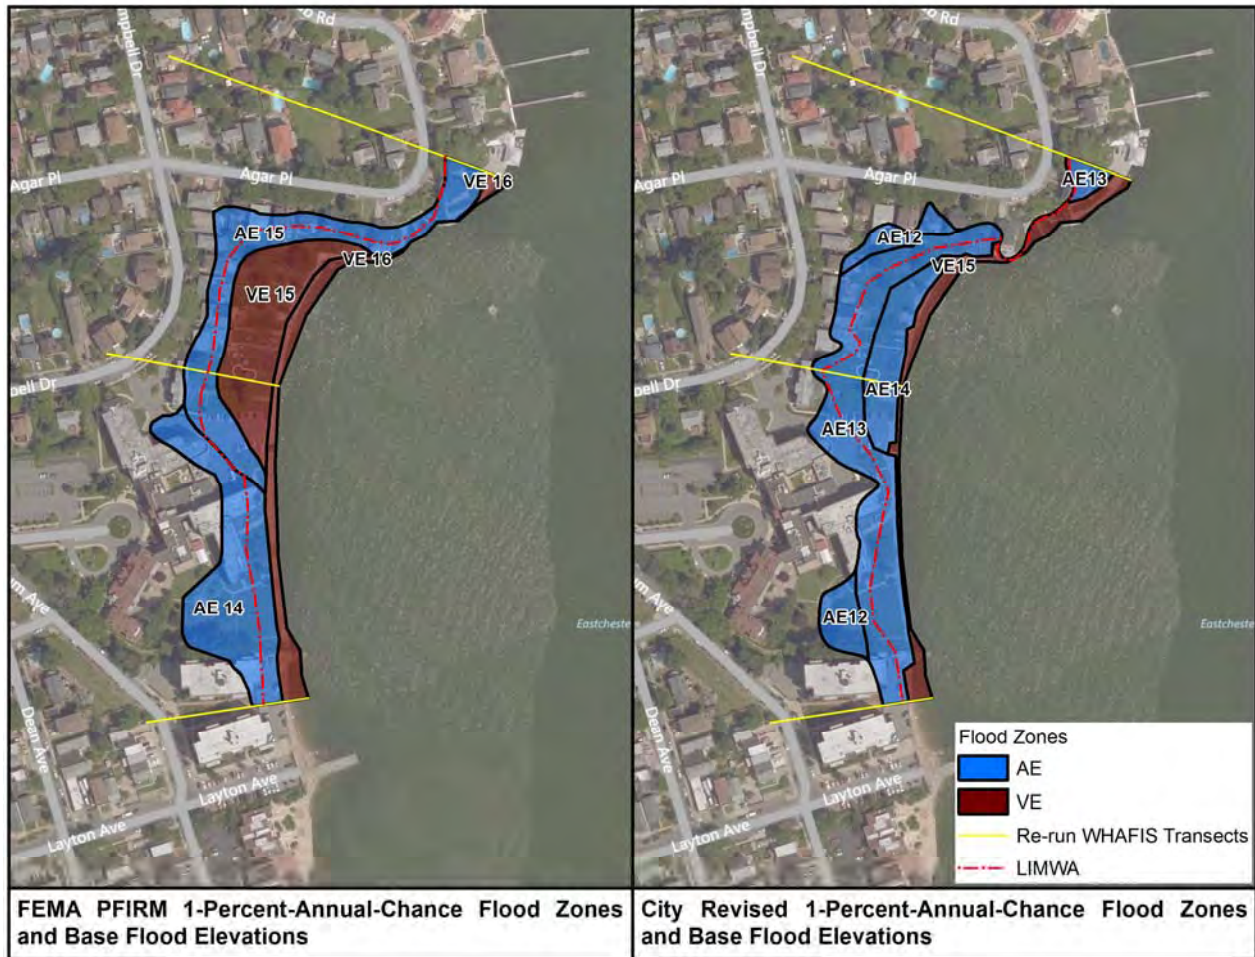 mpbell Dr
Rd
Agar Pl
Agar Pl
VE 16
AE 15
VE 16
VE 15
pbell Dr
AE 14
um Ave
Eastcheste
Dean Ave
Layton Ave
Layton Ave
FEMA PFIRM 1-Percent-Annual-Chance Flood Zones
and Base Flood Elevations
mpbell Dr
Rd
Agar Pl
Agar Pl
AE13
AE12
VE15
pbell Dr
AE14
AE13
AE12
um Ave
Eastcheste
Dean Ave
Layton Ave
Layton Ave
Flood Zones
AE
VE
Re-run WHAFIS Transects
LIMWA
City Revised 1-Percent-Annual-Chance Flood Zones
and Base Flood Elevations